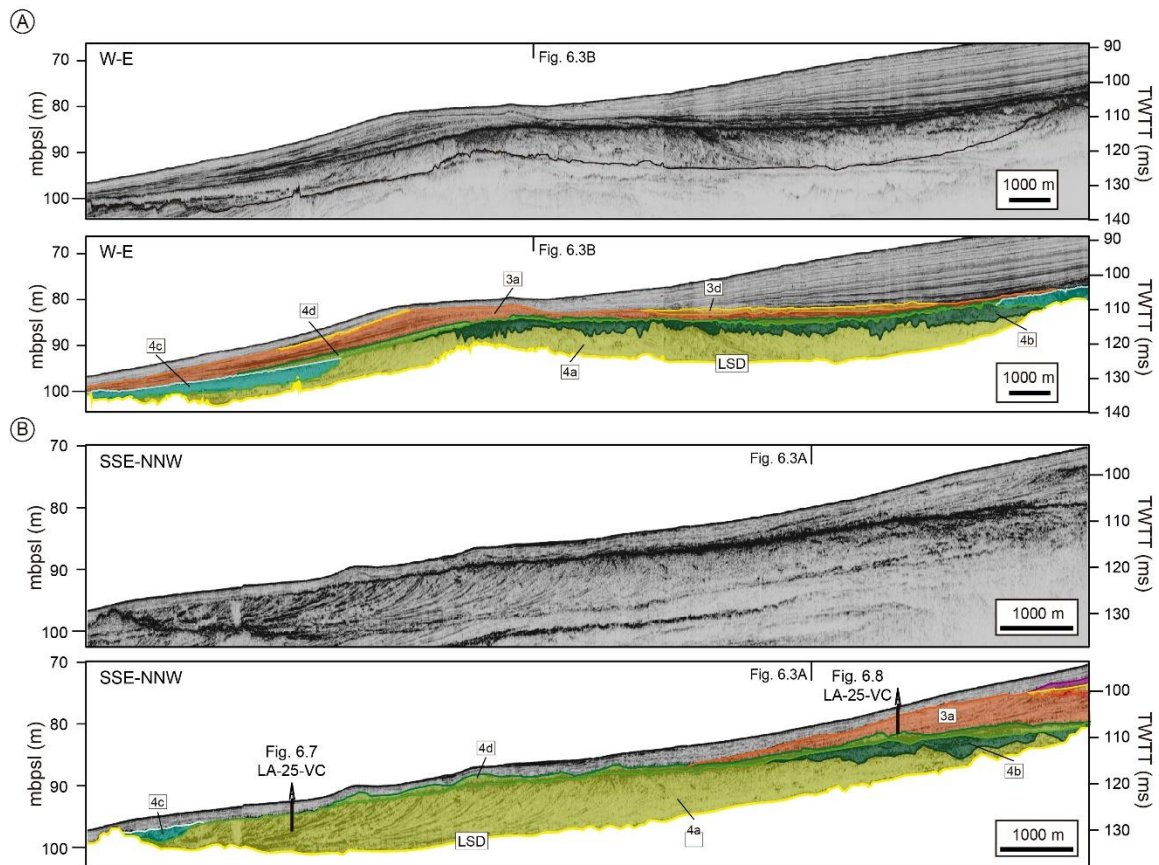 A
W-E
Fig. 6.3B
70
80
90
100
mbpsl (m)
90
100
110
120
130
140
TWTT (ms)
1000 m
W-E
Fig. 6.3B
70
80
90
100
mbpsl (m)
90
100
110
120
130
140
TWTT (ms)
3a
3d
4d
4c
4a
LSD
4b
1000 m
B
SSE-NNW
Fig. 6.3A
70
80
90
100
mbpsl (m)
100
110
120
130
TWTT (ms)
1000 m
SSE-NNW
Fig. 6.3A
Fig. 6.8
LA-25-VC
70
80
90
100
mbpsl (m)
100
110
120
130
TWTT (ms)
3a
4d
Fig. 6.7
LA-25-VC
4b
4c
4a
LSD
1000 m